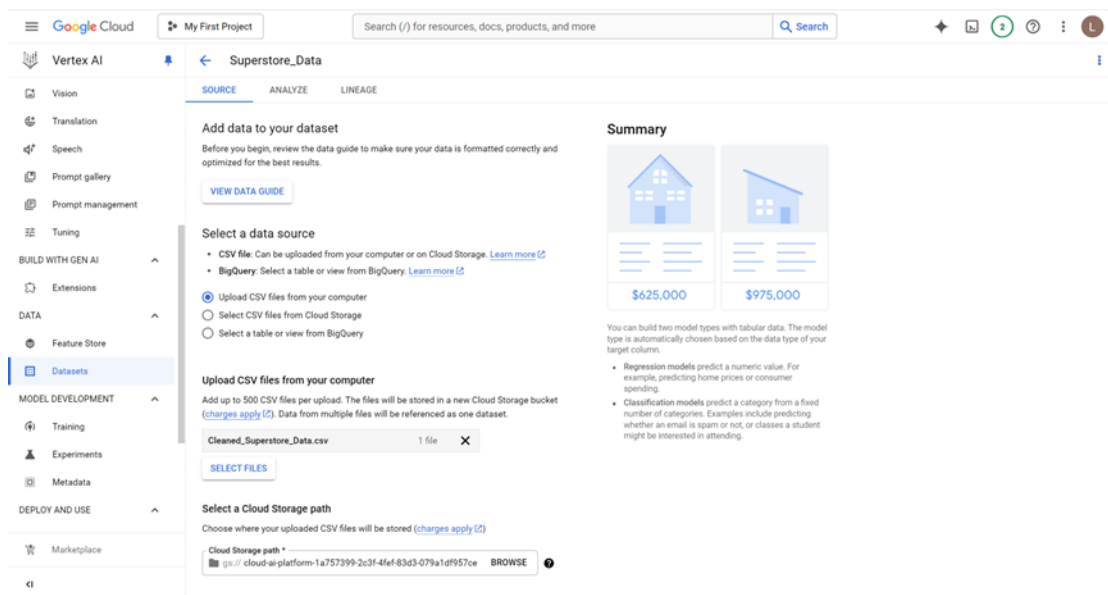 Google Cloud
My First Project
Search (/) for resources, docs, products, and more
Search
2
L
Vertex AI
Superstore_Data
SOURCE
ANALYZE
LINEAGE
Vision
Translation
Speech
Prompt gallery
Prompt management
Tuning
BUILD WITH GEN AI
Extensions
DATA
Feature Store
Datasets
MODEL DEVELOPMENT
Training
Experiments
Metadata
DEPLOY AND USE
Marketplace
Add data to your dataset
Before you begin, review the data guide to make sure your data is formatted correctly and
optimized for the best results.
VIEW DATA GUIDE
Select a data source
• CSV file: Can be uploaded from your computer or on Cloud Storage. Learn more
• BigQuery: Select a table or view from BigQuery. Learn more
Upload CSV files from your computer
Select CSV files from Cloud Storage
Select a table or view from BigQuery
Upload CSV files from your computer
Add up to 500 CSV files per upload. The files will be stored in a new Cloud Storage bucket
(charges apply). Data from multiple files will be referenced as one dataset.
Cleaned_Superstore_Data.csv
1 file
SELECT FILES
Select a Cloud Storage path
Choose where your uploaded CSV files will be stored (charges apply)
Cloud Storage path *
gs:// cloud-ai-platform-1a757399-2c3f-4fef-83d3-079a1df957ce
BROWSE
Summary
$625,000
$975,000
You can build two model types with tabular data. The model
type is automatically chosen based on the data type of your
target column.
• Regression models predict a numeric value. For
example, predicting home prices or consumer
spending.
• Classification models predict a category from a fixed
number of categories. Examples include predicting
whether an email is spam or not, or classes a student
might be interested in attending.